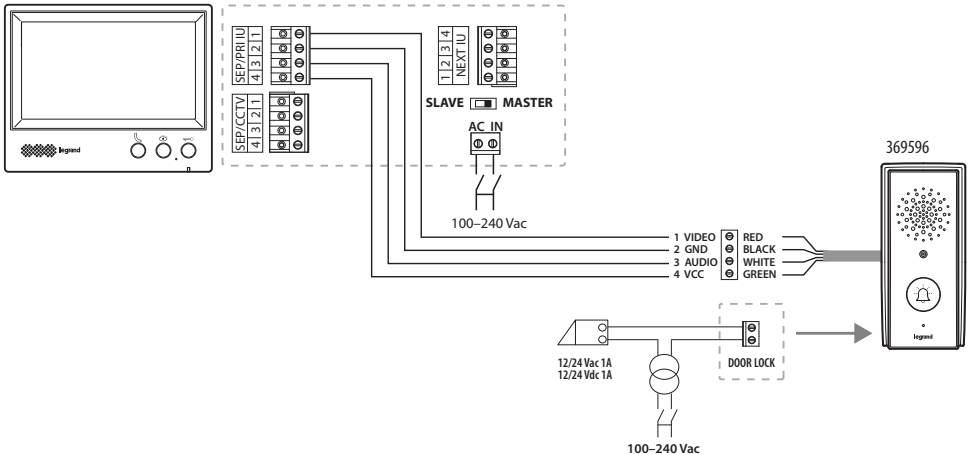 legrand
SEP/PRI IU
1
2
3
4
SEP/CCTV
1
2
3
4
NEXT IU
4
3
2
1
SLAVE MASTER
AC IN
100–240 Vac
369596
1 VIDEO RED
2 GND BLACK
3 AUDIO WHITE
4 VCC GREEN
legrand
12/24 Vac 1A
12/24 Vdc 1A
DOOR LOCK
100–240 Vac